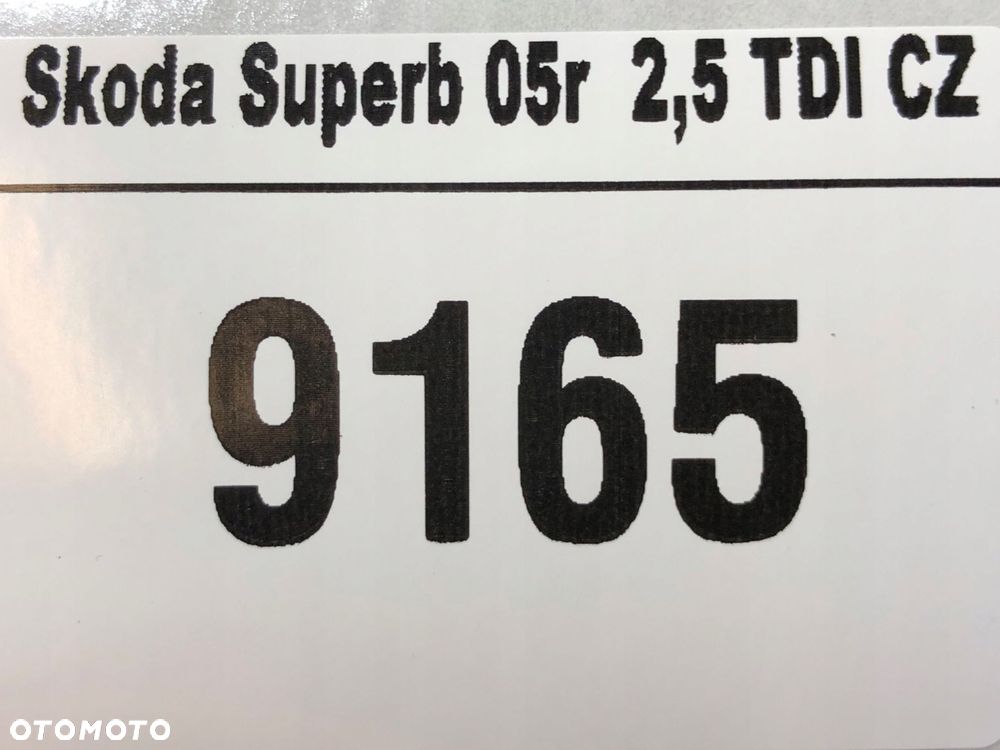 Skoda Superb 05r 2,5 TDI CZ
9165
OTOMOTO